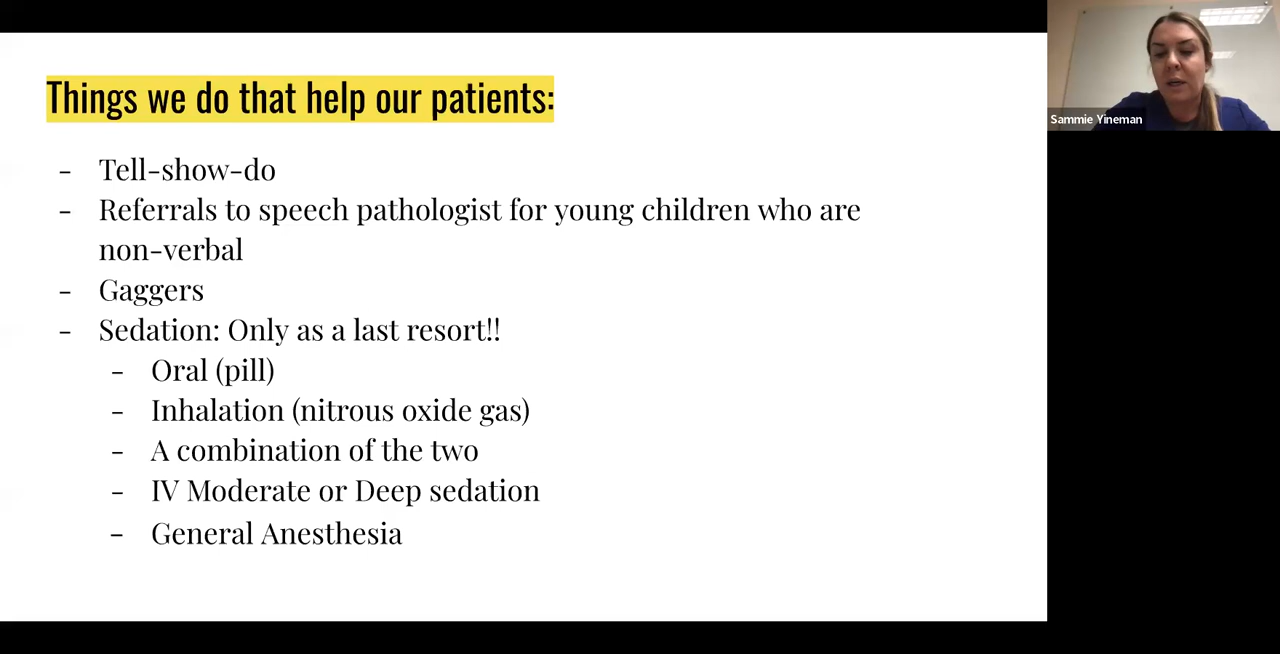 Things we do that help our patients:
- Tell-show-do
- Referrals to speech pathologist for young children who are
non-verbal
- Gaggers
- Sedation: Only as a last resort!!
- Oral (pill)
- Inhalation (nitrous oxide gas)
- A combination of the two
- IV Moderate or Deep sedation
- General Anesthesia
Sammie Yineman